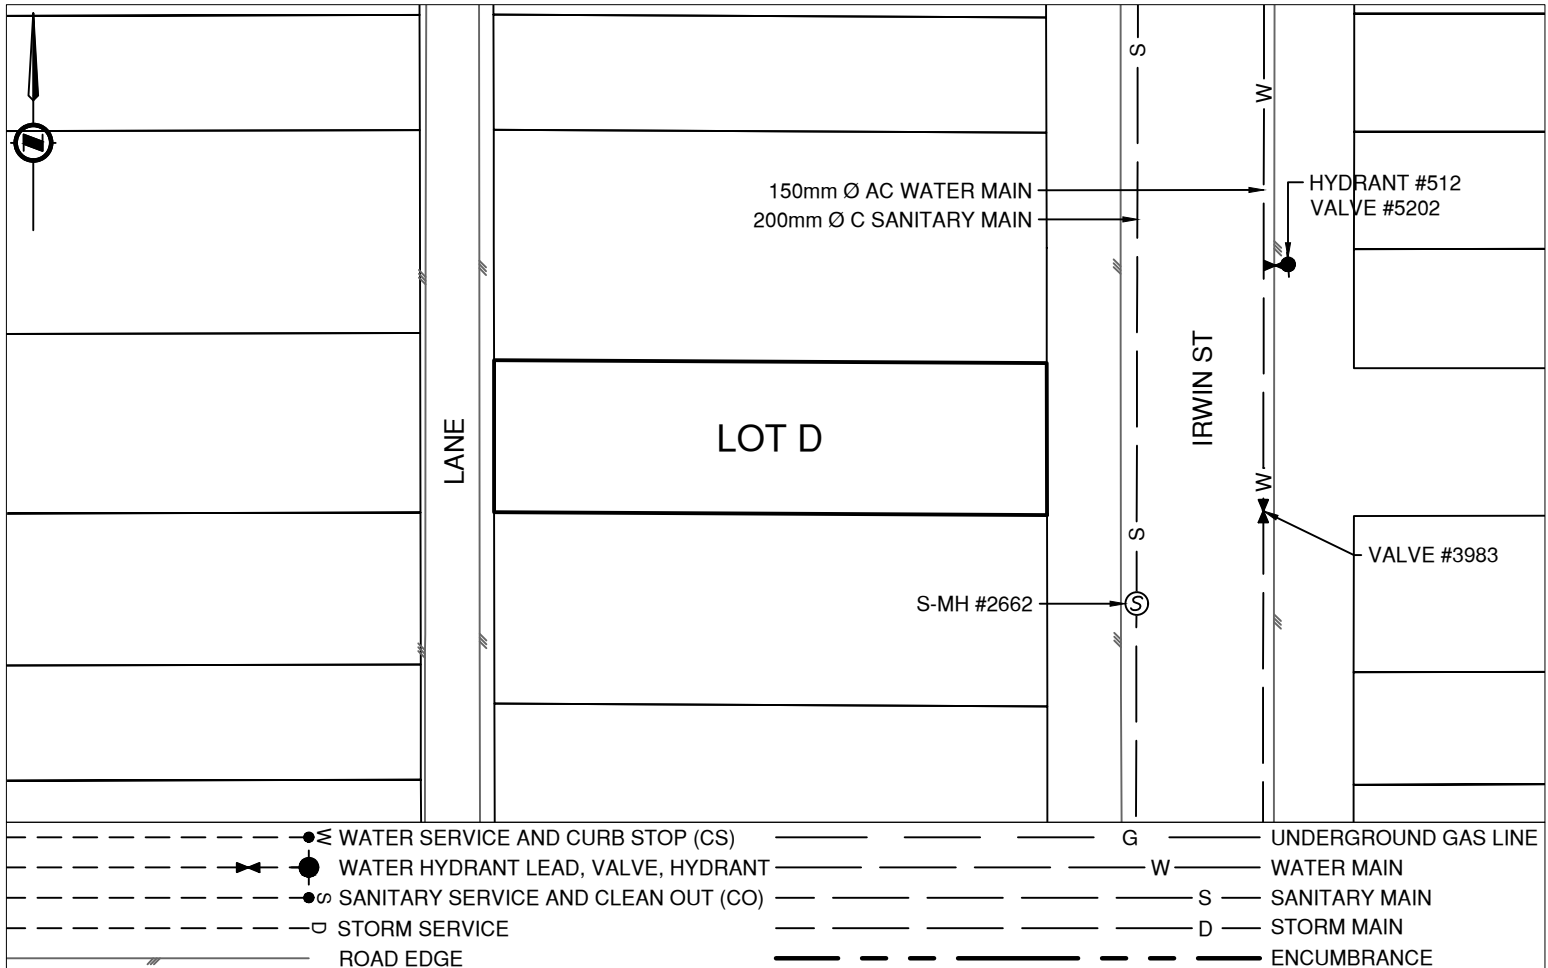 S
W
150mm Ø AC WATER MAIN
200mm Ø C SANITARY MAIN
HYDRANT #512
VALVE #5202
N
IRWIN ST
LANE
LOT D
W
S
VALVE #3983
S-MH #2662
S
W WATER SERVICE AND CURB STOP (CS)
WATER HYDRANT LEAD, VALVE, HYDRANT
S SANITARY SERVICE AND CLEAN OUT (CO)
D STORM SERVICE
ROAD EDGE
G UNDERGROUND GAS LINE
W WATER MAIN
S SANITARY MAIN
D STORM MAIN
ENCUMBRANCE